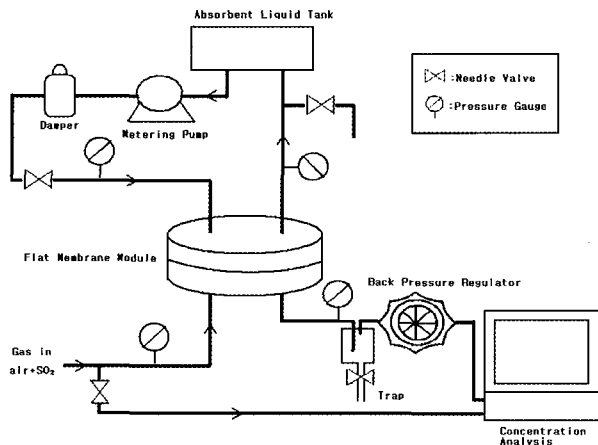 Absorbent Liquid Tank
:Needle Valve
:Pressure Gauge
Damper
Metering Pump
Flat Membrane Module
Back Pressure Regulator
Gas in
air+SO₂
Trap
Concentration
Analysis